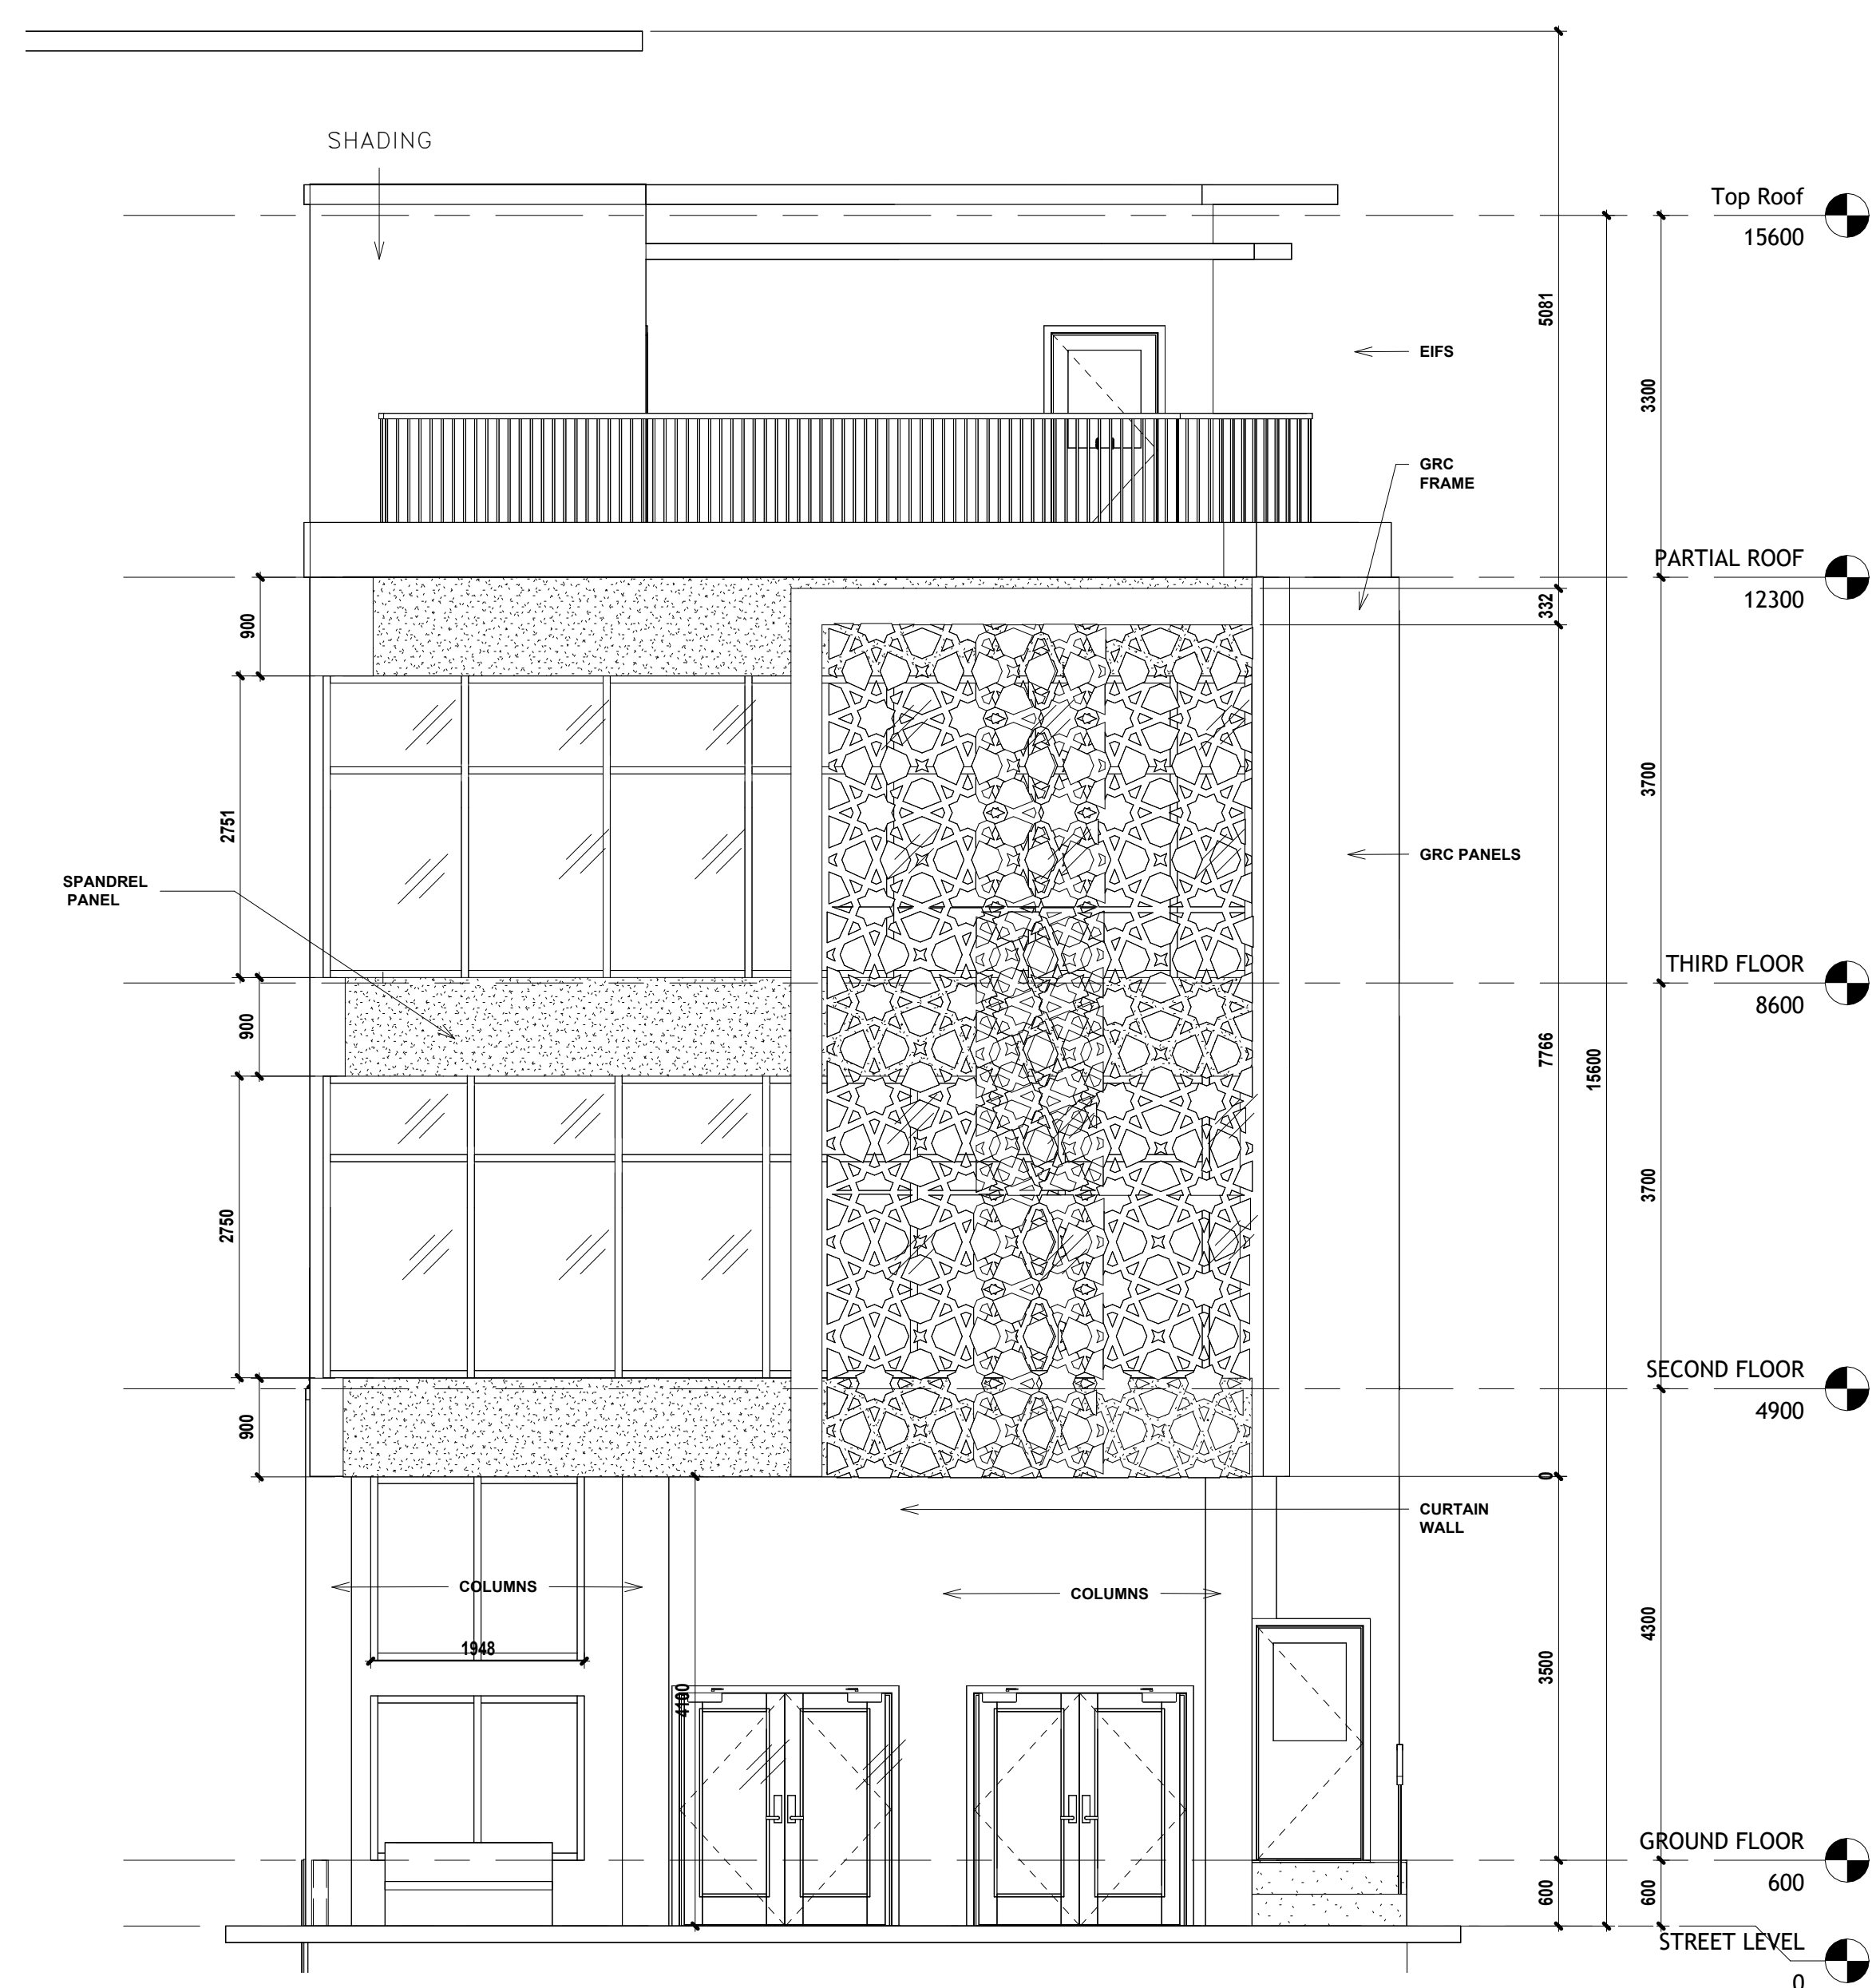 SHADING
Top Roof
15600
5081
3300
EIFS
GRC
FRAME
PARTIAL ROOF
12300
900
332
2751
3700
GRC PANELS
SPANDREL
PANEL
THIRD FLOOR
8600
900
7766
15600
2750
3700
SECOND FLOOR
4900
900
0
CURTAIN
WALL
COLUMNS
COLUMNS
1948
4100
3500
4300
GROUND FLOOR
600
600
600
STREET LEVEL
0